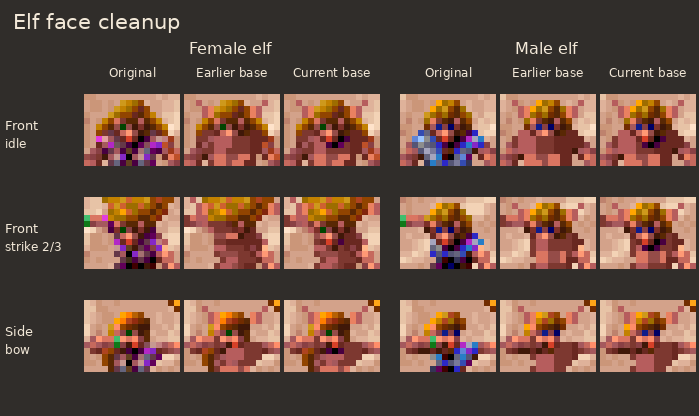 Elf face cleanup
Female elf
Male elf
Original
Earlier base
Current base
Original
Earlier base
Current base
Front
idle
Front
strike 2/3
Side
bow